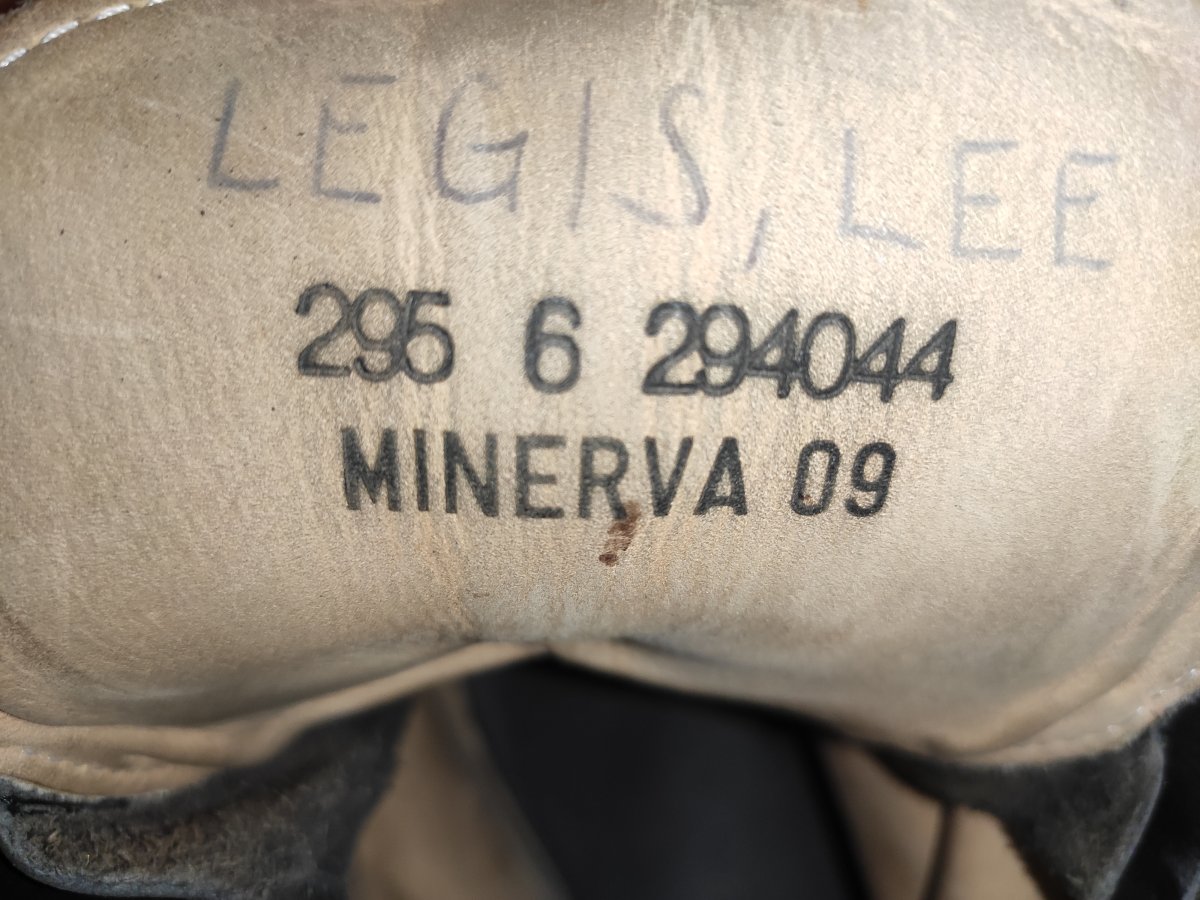 LEGIS, LEE
295 6 294044
MINERVA 09